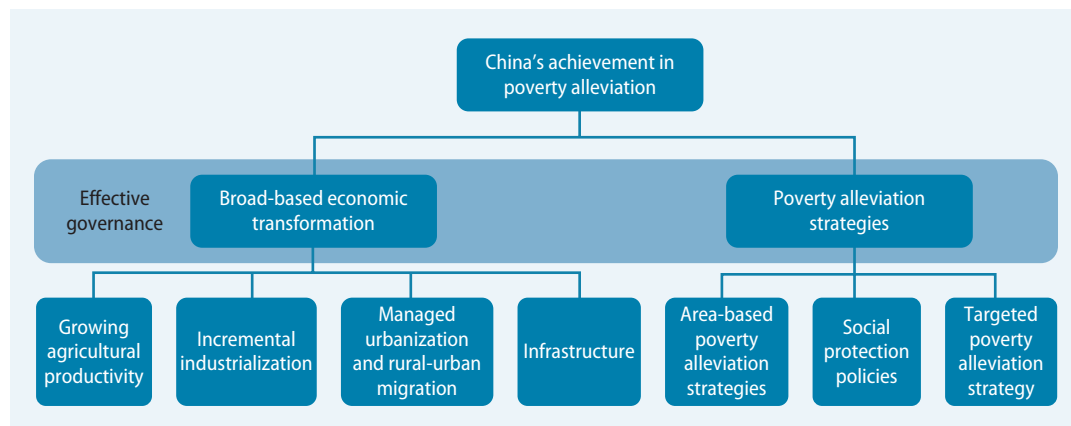 China's achievement in
poverty alleviation
Effective
governance
Broad-based economic
transformation
Poverty alleviation
strategies
Growing
agricultural
productivity
Incremental
industrialization
Managed
urbanization
and rural-urban
migration
Infrastructure
Area-based
poverty
alleviation
strategies
Social
protection
policies
Targeted
poverty
alleviation
strategy